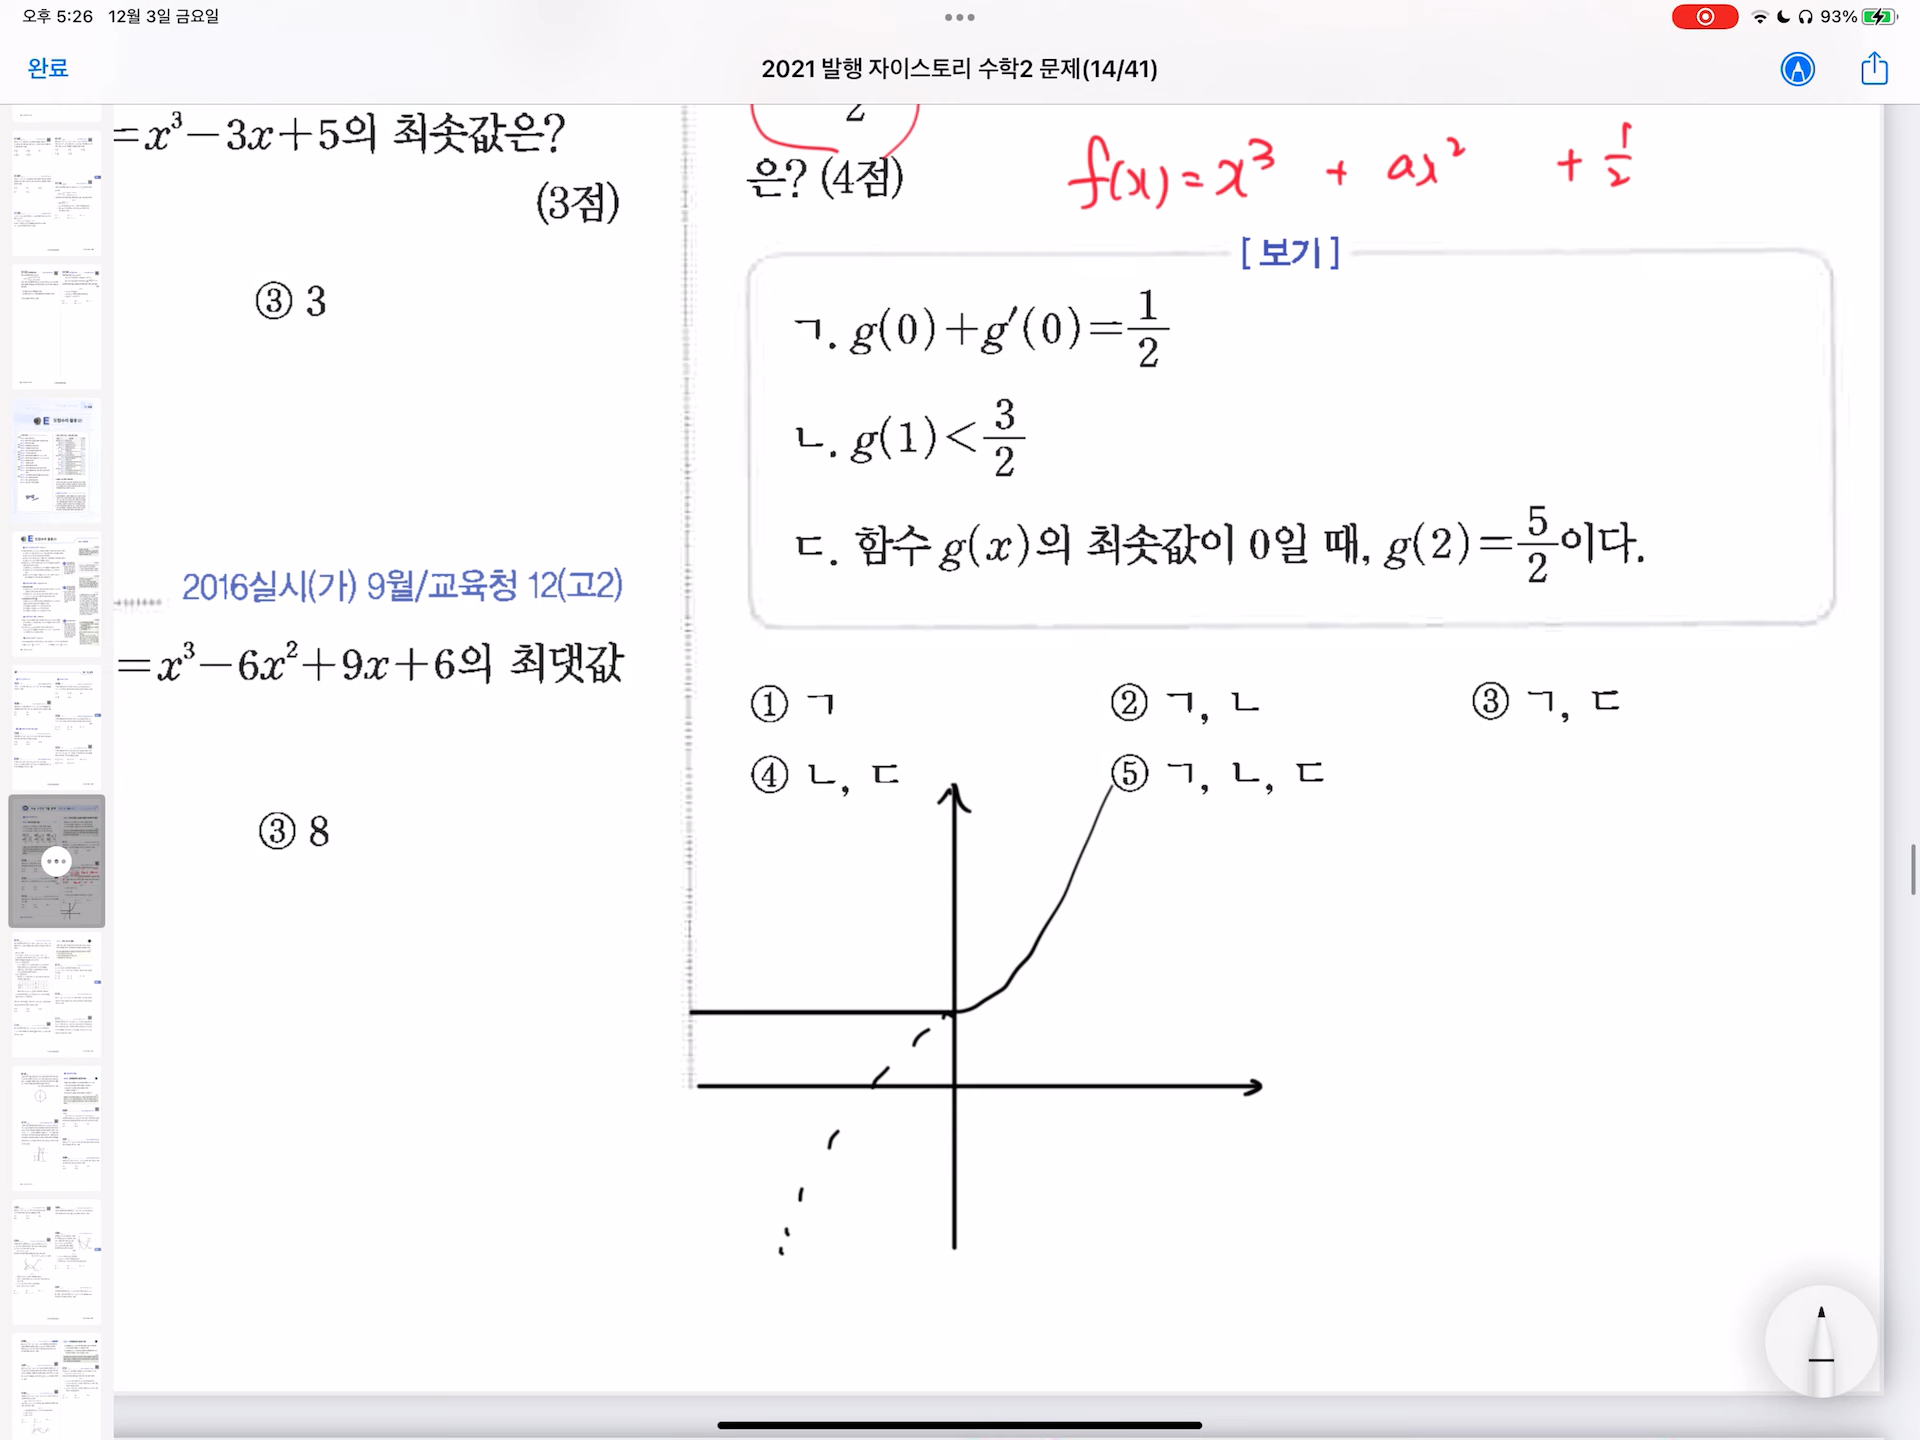 오후 5:26 12월 3일 금요일
93%
완료
2021 발행 자이스토리 수학2 문제(14/41)
=x³-3x+5의 최솟값은?
(3점)
③ 3
2016실시(가) 9월/교육청 12(고2)
=x³-6x²+9x+6의 최댓값
③ 8
2
은? (4점)
f(x)=x³ + ax² + 1/2
[ 보기 ]
ㄱ. g(0)+g′(0)=1/2
ㄴ. g(1)<3/2
ㄷ. 함수 g(x)의 최솟값이 0일 때, g(2)=5/2이다.
① ㄱ ② ㄱ, ㄴ ③ ㄱ, ㄷ
④ ㄴ, ㄷ ⑤ ㄱ, ㄴ, ㄷ